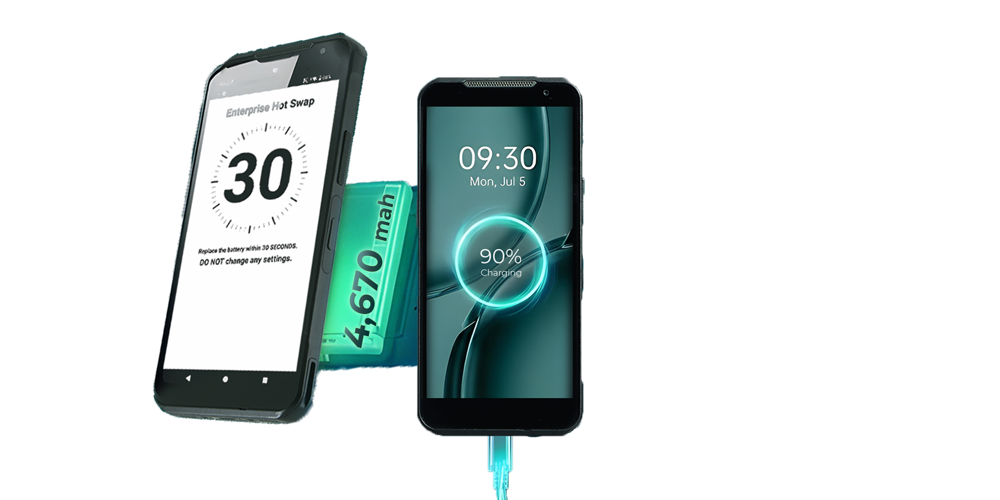 Enterprise Hot Swap
30
Replace the battery within 30 SECONDS.
DO NOT change any settings.
4,670 mah
09:30
Mon, Jul 5
90%
Charging